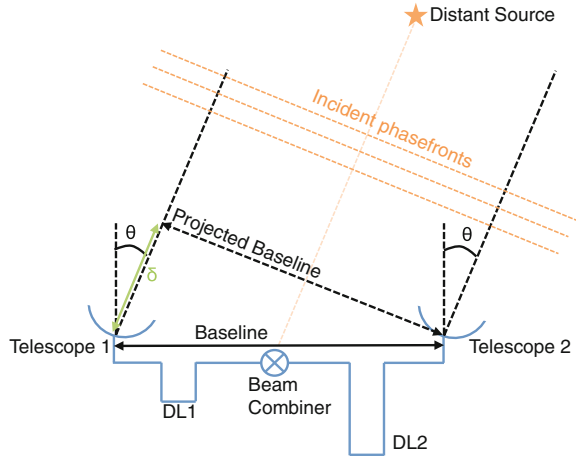 Distant Source
Incident phasefronts
θ
θ
Projected Baseline
δ
Baseline
Telescope 1
Telescope 2
Beam
Combiner
DL1
DL2